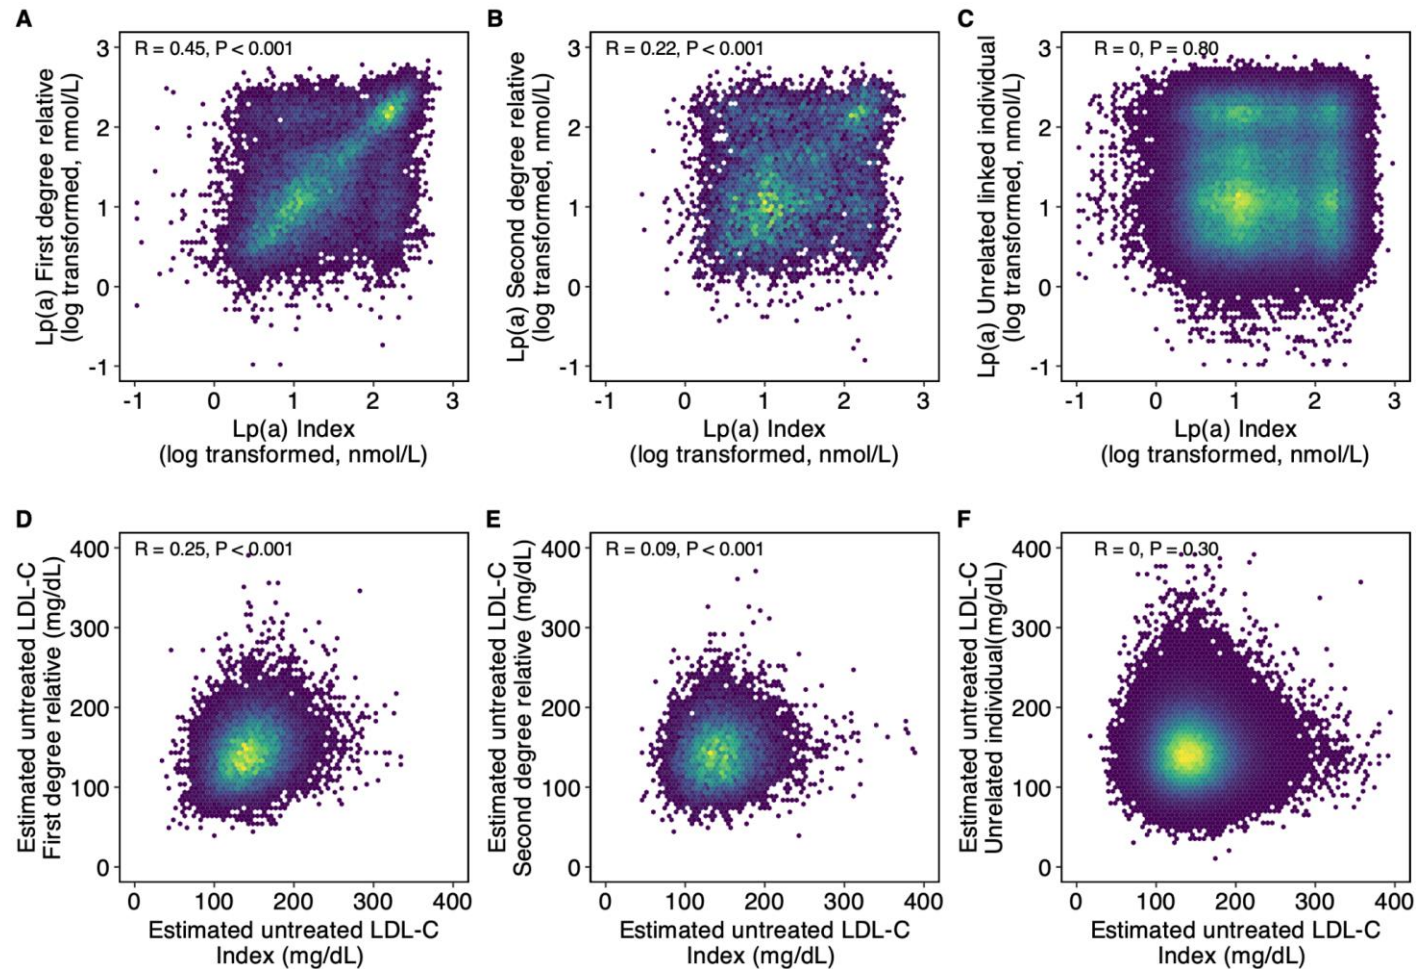 A
R = 0.45, P < 0.001
Lp(a) First degree relative
(log transformed, nmol/L)
3
2
1
0
-1
-1 0 1 2 3
Lp(a) Index
(log transformed, nmol/L)
B
R = 0.22, P < 0.001
Lp(a) Second degree relative
(log transformed, nmol/L)
3
2
1
0
-1
-1 0 1 2 3
Lp(a) Index
(log transformed, nmol/L)
C
R = 0, P = 0.80
Lp(a) Unrelated linked individual
(log transformed, nmol/L)
3
2
1
0
-1
-1 0 1 2 3
Lp(a) Index
(log transformed, nmol/L)
D
R = 0.25, P < 0.001
Estimated untreated LDL-C
First degree relative (mg/dL)
400
300
200
100
0
0 100 200 300 400
Estimated untreated LDL-C
Index (mg/dL)
E
R = 0.09, P < 0.001
Estimated untreated LDL-C
Second degree relative (mg/dL)
400
300
200
100
0
0 100 200 300 400
Estimated untreated LDL-C
Index (mg/dL)
F
R = 0, P = 0.30
Estimated untreated LDL-C
Unrelated individual(mg/dL)
400
300
200
100
0
0 100 200 300 400
Estimated untreated LDL-C
Index (mg/dL)